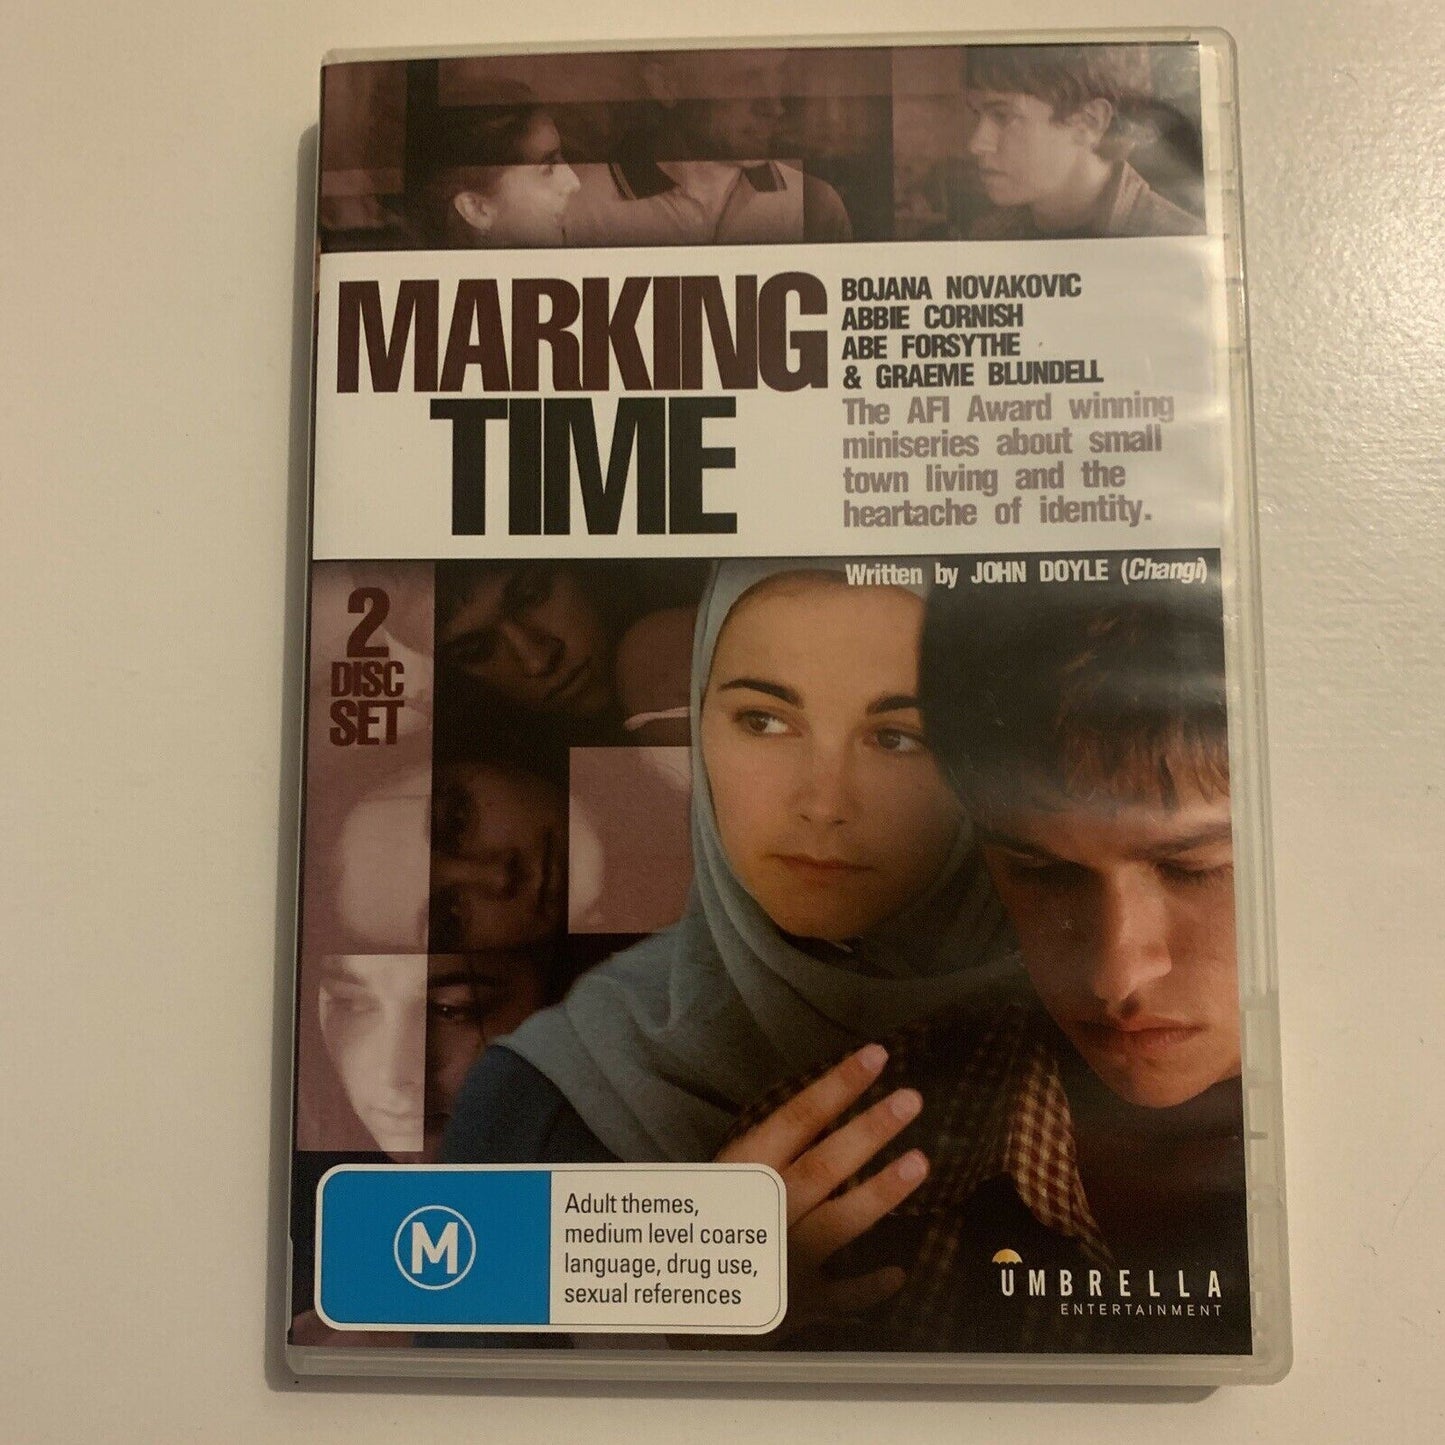 MARKING
TIME
BOJANA NOVAKOVIC
ABBIE CORNISH
ABE FORSYTHE
& GRAEME BLUNDELL
The AFI Award winning
miniseries about small
town living and the
heartache of identity.
Written by JOHN DOYLE (Changi)
2
DISC
SET
M
Adult themes,
medium level coarse
language, drug use,
sexual references
UMBRELLA
ENTERTAINMENT